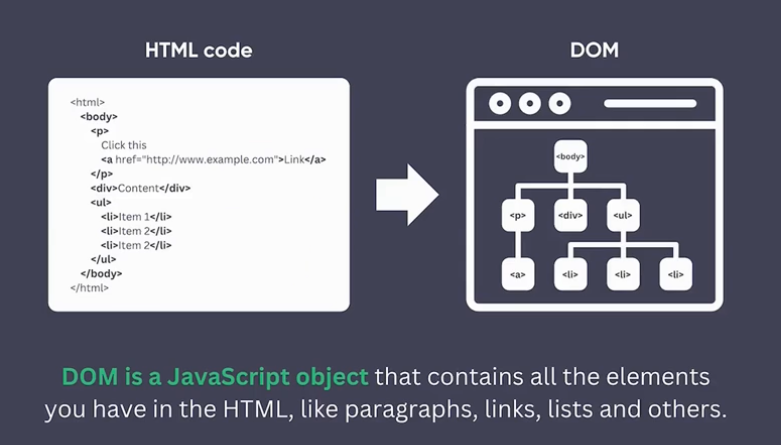 HTML code
<html>
<body>
<p>
Click this
<a href="http://www.example.com">Link</a>
</p>
<div>Content</div>
<ul>
<li>Item 1</li>
<li>Item 2</li>
<li>Item 2</li>
</ul>
</body>
</html>
DOM
<body>
<p> <div> <ul>
<a> <li> <li> <li>
DOM is a JavaScript object that contains all the elements
you have in the HTML, like paragraphs, links, lists and others.